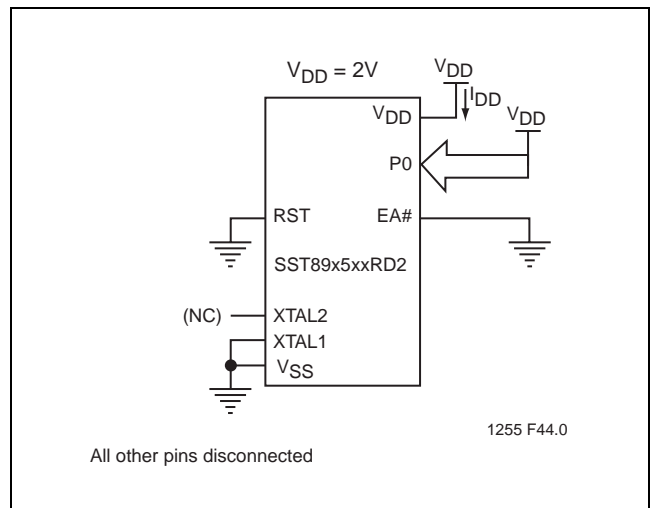 VDD = 2V
VDD
IDD
VDD
VDD
P0
RST
EA#
SST89x5xxRD2
(NC)
XTAL2
XTAL1
VSS
1255 F44.0
All other pins disconnected